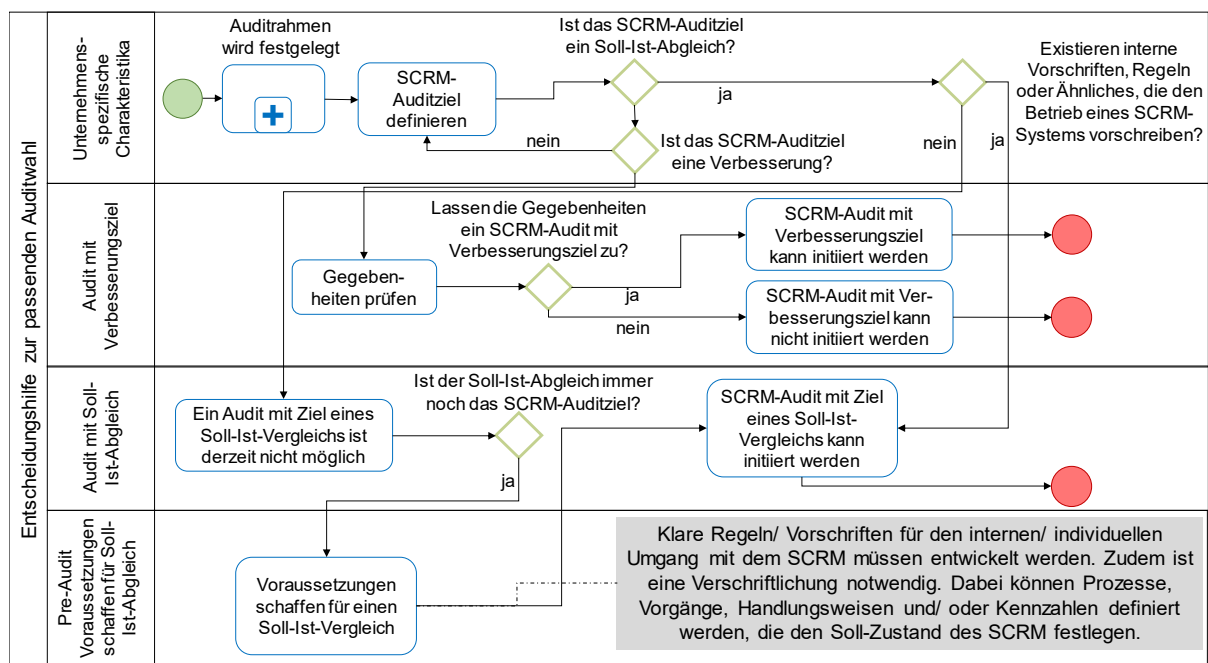 Entscheidungshilfe zur passenden Auditwahl
Unternehmens-
spezifische
Charakteristika
Auditrahmen
wird festgelegt
SCRM-
Auditziel
definieren
Ist das SCRM-Auditziel
ein Soll-Ist-Abgleich?
ja
nein
Ist das SCRM-Auditziel
eine Verbesserung?
Existieren interne
Vorschriften, Regeln
oder Ähnliches, die den
Betrieb eines SCRM-
Systems vorschreiben?
nein
ja
Audit mit
Verbesserungsziel
Gegeben-
heiten prüfen
Lassen die Gegebenheiten
ein SCRM-Audit mit
Verbesserungsziel zu?
ja
nein
SCRM-Audit mit
Verbesserungsziel
kann initiiert werden
SCRM-Audit mit Ver-
besserungsziel kann
nicht initiiert werden
Audit mit Soll-
Ist-Abgleich
Ein Audit mit Ziel eines
Soll-Ist-Vergleichs ist
derzeit nicht möglich
Ist der Soll-Ist-Abgleich immer
noch das SCRM-Auditziel?
ja
SCRM-Audit mit Ziel
eines Soll-Ist-
Vergleichs kann
initiiert werden
Pre-Audit
Voraussetzungen
schaffen für Soll-
Ist-Abgleich
Voraussetzungen
schaffen für einen
Soll-Ist-Vergleich
Klare Regeln/ Vorschriften für den internen/ individuellen
Umgang mit dem SCRM müssen entwickelt werden. Zudem ist
eine Verschriftlichung notwendig. Dabei können Prozesse,
Vorgänge, Handlungsweisen und/ oder Kennzahlen definiert
werden, die den Soll-Zustand des SCRM festlegen.